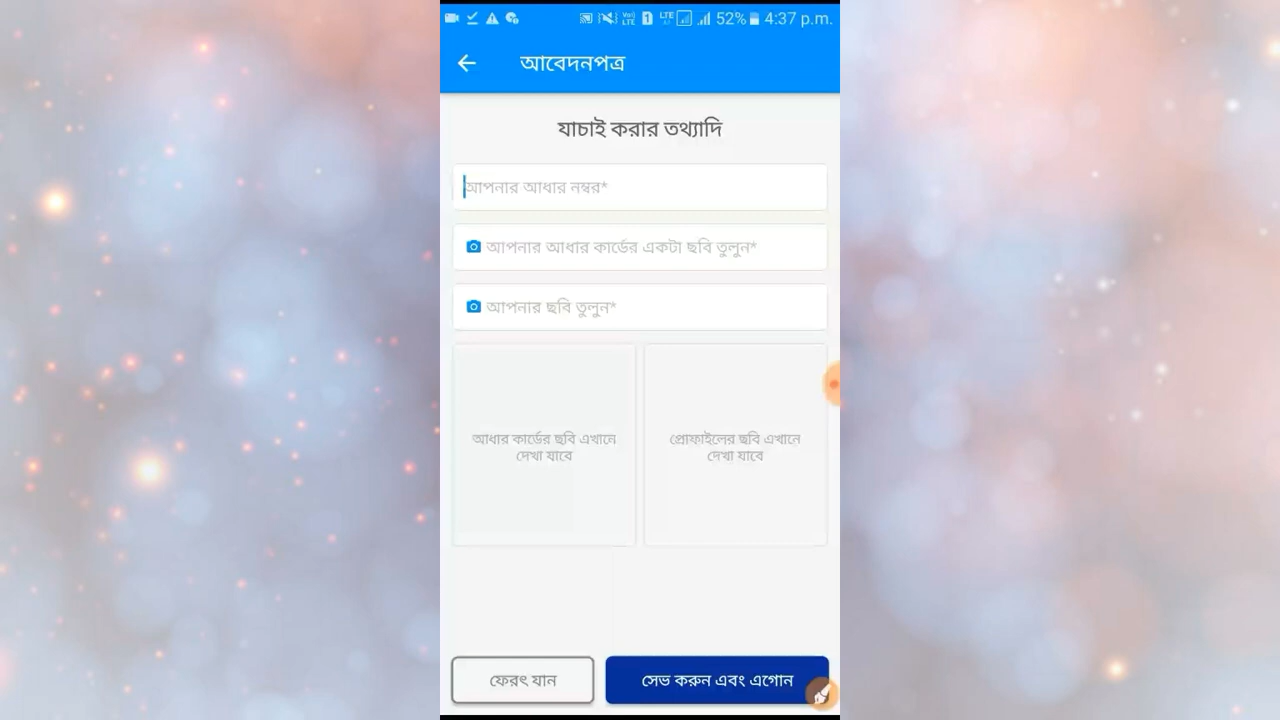 52% 4:37 p.m.
আবেদনপত্র
যাচাই করার তথ্যাদি
আপনার আধার নম্বর*
আপনার আধার কার্ডের একটা ছবি তুলুন*
আপনার ছবি তুলুন*
আধার কার্ডের ছবি এখানে
দেখা যাবে
প্রোফাইলের ছবি এখানে
দেখা যাবে
ফেরৎ যান
সেভ করুন এবং এগোন